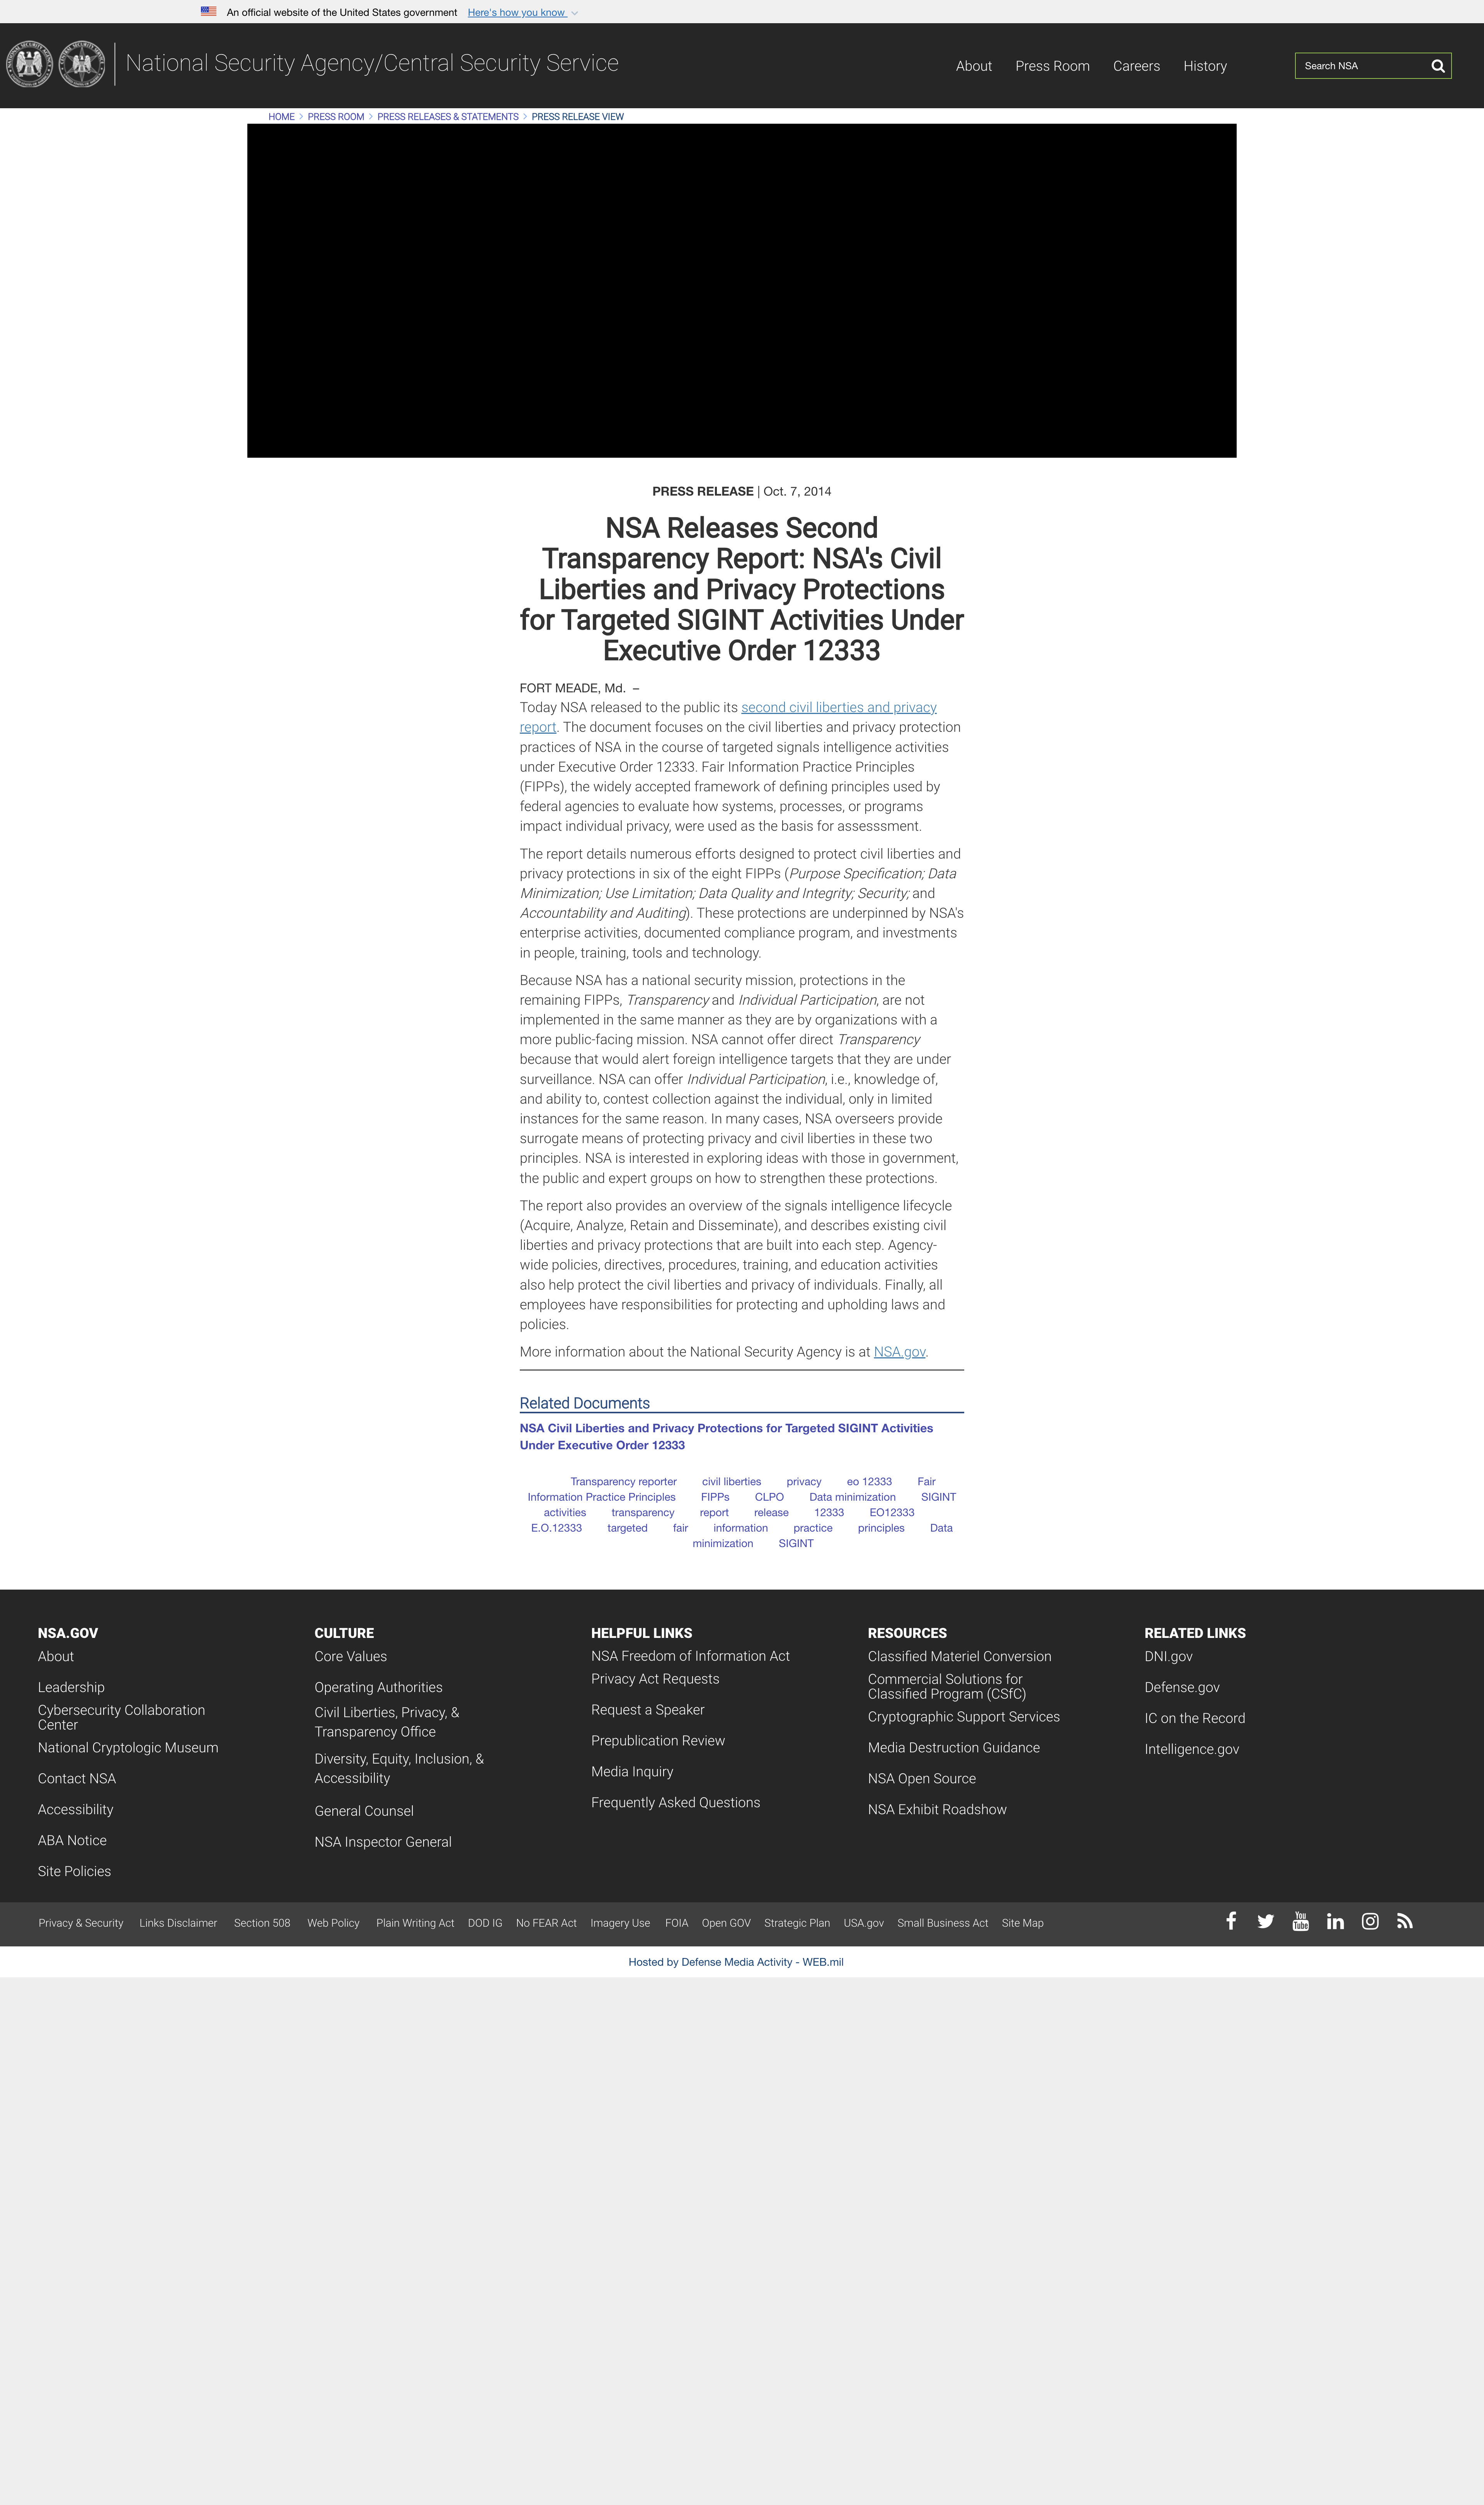 An official website of the United States government Here's how you know
National Security Agency/Central Security Service
About Press Room Careers History
Search NSA
HOME PRESS ROOM PRESS RELEASES & STATEMENTS PRESS RELEASE VIEW
PRESS RELEASE | Oct. 7, 2014
NSA Releases Second
Transparency Report: NSA's Civil
Liberties and Privacy Protections
for Targeted SIGINT Activities Under
Executive Order 12333
FORT MEADE, Md. –
Today NSA released to the public its second civil liberties and privacy
report. The document focuses on the civil liberties and privacy protection
practices of NSA in the course of targeted signals intelligence activities
under Executive Order 12333. Fair Information Practice Principles
(FIPPs), the widely accepted framework of defining principles used by
federal agencies to evaluate how systems, processes, or programs
impact individual privacy, were used as the basis for assesssment.
The report details numerous efforts designed to protect civil liberties and
privacy protections in six of the eight FIPPs (Purpose Specification; Data
Minimization; Use Limitation; Data Quality and Integrity; Security; and
Accountability and Auditing). These protections are underpinned by NSA's
enterprise activities, documented compliance program, and investments
in people, training, tools and technology.
Because NSA has a national security mission, protections in the
remaining FIPPs, Transparency and Individual Participation, are not
implemented in the same manner as they are by organizations with a
more public-facing mission. NSA cannot offer direct Transparency
because that would alert foreign intelligence targets that they are under
surveillance. NSA can offer Individual Participation, i.e., knowledge of,
and ability to, contest collection against the individual, only in limited
instances for the same reason. In many cases, NSA overseers provide
surrogate means of protecting privacy and civil liberties in these two
principles. NSA is interested in exploring ideas with those in government,
the public and expert groups on how to strengthen these protections.
The report also provides an overview of the signals intelligence lifecycle
(Acquire, Analyze, Retain and Disseminate), and describes existing civil
liberties and privacy protections that are built into each step. Agency-
wide policies, directives, procedures, training, and education activities
also help protect the civil liberties and privacy of individuals. Finally, all
employees have responsibilities for protecting and upholding laws and
policies.
More information about the National Security Agency is at NSA.gov.
Related Documents
NSA Civil Liberties and Privacy Protections for Targeted SIGINT Activities
Under Executive Order 12333
Transparency reporter civil liberties privacy eo 12333 Fair
Information Practice Principles FIPPs CLPO Data minimization SIGINT
activities transparency report release 12333 EO12333
E.O.12333 targeted fair information practice principles Data
minimization SIGINT
NSA.GOV
About
Leadership
Cybersecurity Collaboration
Center
National Cryptologic Museum
Contact NSA
Accessibility
ABA Notice
Site Policies
CULTURE
Core Values
Operating Authorities
Civil Liberties, Privacy, &
Transparency Office
Diversity, Equity, Inclusion, &
Accessibility
General Counsel
NSA Inspector General
HELPFUL LINKS
NSA Freedom of Information Act
Privacy Act Requests
Request a Speaker
Prepublication Review
Media Inquiry
Frequently Asked Questions
RESOURCES
Classified Materiel Conversion
Commercial Solutions for
Classified Program (CSfC)
Cryptographic Support Services
Media Destruction Guidance
NSA Open Source
NSA Exhibit Roadshow
RELATED LINKS
DNI.gov
Defense.gov
IC on the Record
Intelligence.gov
Privacy & Security Links Disclaimer Section 508 Web Policy Plain Writing Act DOD IG No FEAR Act Imagery Use FOIA Open GOV Strategic Plan USA.gov Small Business Act Site Map
You
Tube
Hosted by Defense Media Activity - WEB.mil